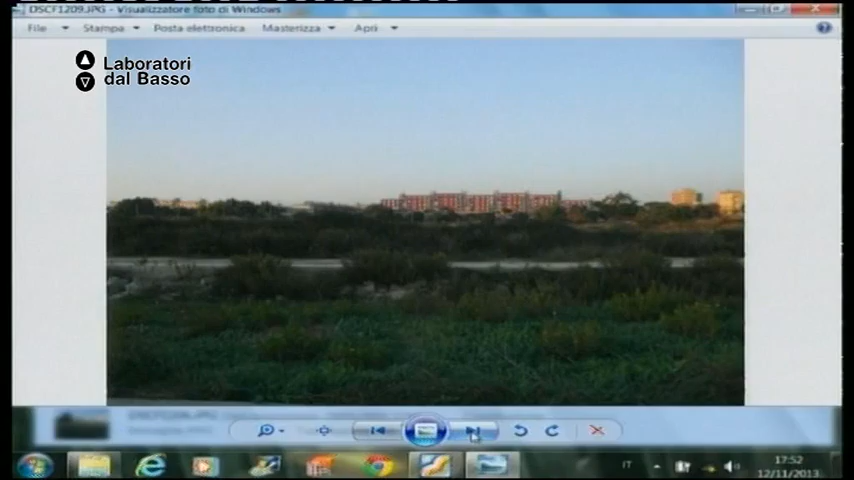 DSCF1209.JPG - Visualizzatore foto di Windows
File Stampa Posta elettronica Masterizza Apri
Laboratori
dal Basso
IT
17:52
12/11/2013